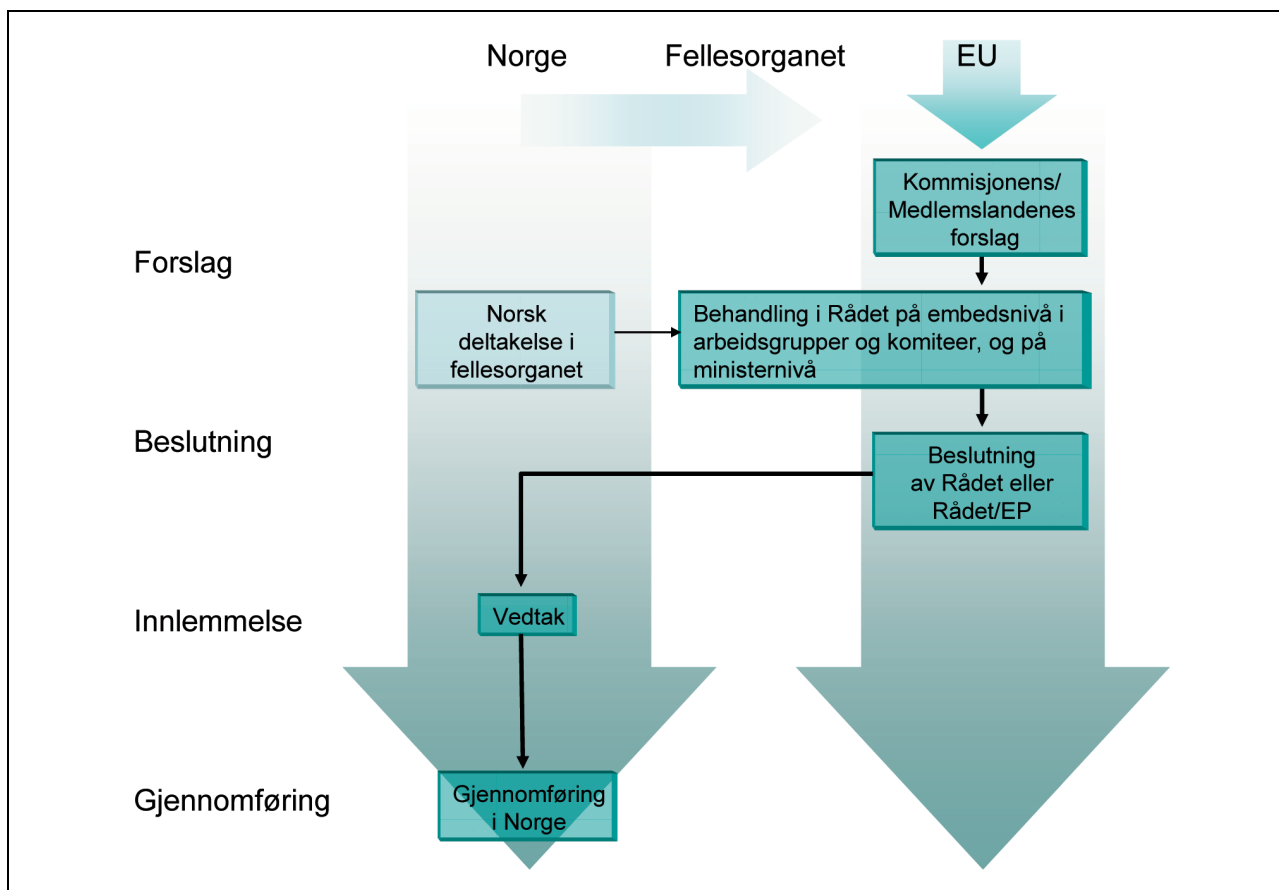 Norge Fellesorganet EU
Kommisjonens/
Medlemslandenes
forslag
Forslag
Norsk
deltakelse i
fellesorganet
Behandling i Rådet på embedsnivå i
arbeidsgrupper og komiteer, og på
ministernivå
Beslutning
Beslutning
av Rådet eller
Rådet/EP
Innlemmelse
Vedtak
Gjennomføring
Gjennomføring
i Norge